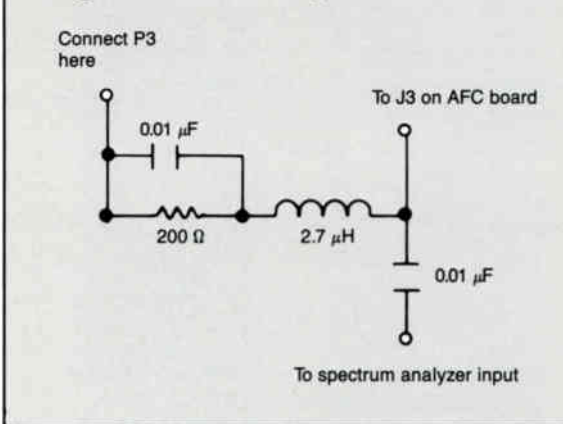 Connect P3
here
To J3 on AFC board
0.01 µF
200 Ω
2.7 µH
0.01 µF
To spectrum analyzer input